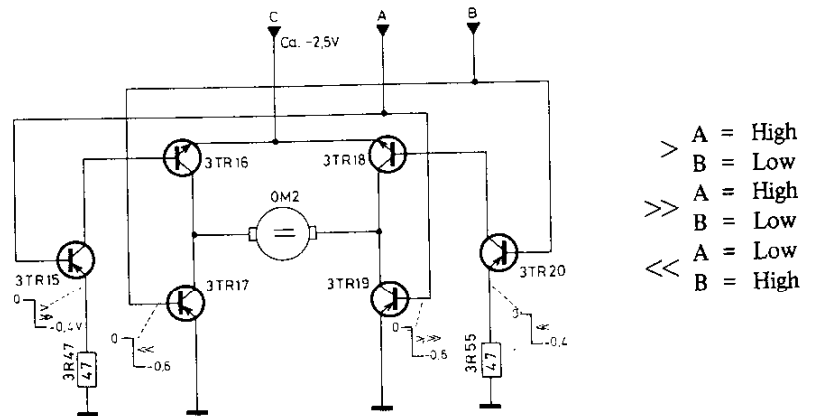 C
A
B
Ca. -2,5V
3TR16
3TR18
OM2
3TR15
3TR17
3TR19
3TR20
0
-0,4V
0
<<
-0,6
0
>>>
-0,6
0
-0,4
3R47
47
3R55
47
> A = High
B = Low
>> A = High
B = Low
<< A = Low
B = High